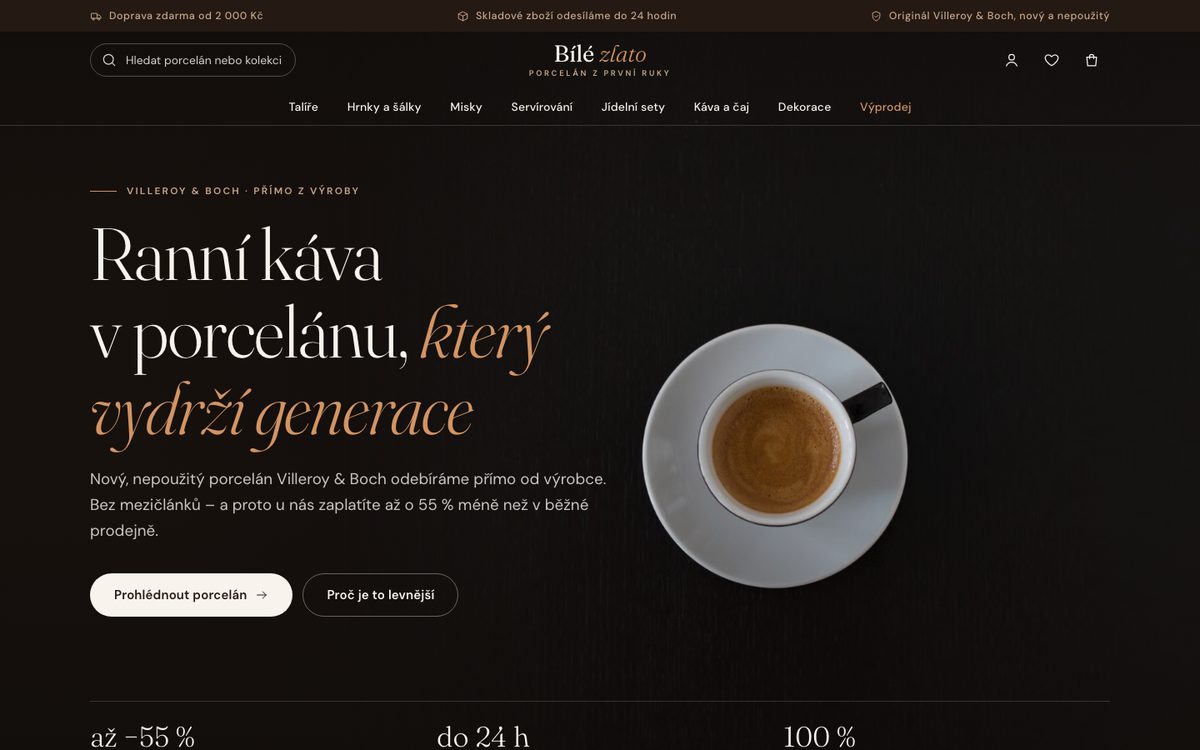 Doprava zdarma od 2 000 Kč
Skladové zboží odesíláme do 24 hodin
Originál Villeroy & Boch, nový a nepoužitý
Hledat porcelán nebo kolekci
Bílé zlato
PORCELÁN Z PRVNÍ RUKY
Talíře
Hrnky a šálky
Misky
Servírování
Jídelní sety
Káva a čaj
Dekorace
Výprodej
VILLEROY & BOCH · PŘÍMO Z VÝROBY
Ranní káva
v porcelánu, který
vydrží generace
Nový, nepoužitý porcelán Villeroy & Boch odebíráme přímo od výrobce.
Bez mezičlánků – a proto u nás zaplatíte až o 55 % méně než v běžné
prodejně.
Prohlédnout porcelán →
Proč je to levnější
až −55 %
do 24 h
100 %